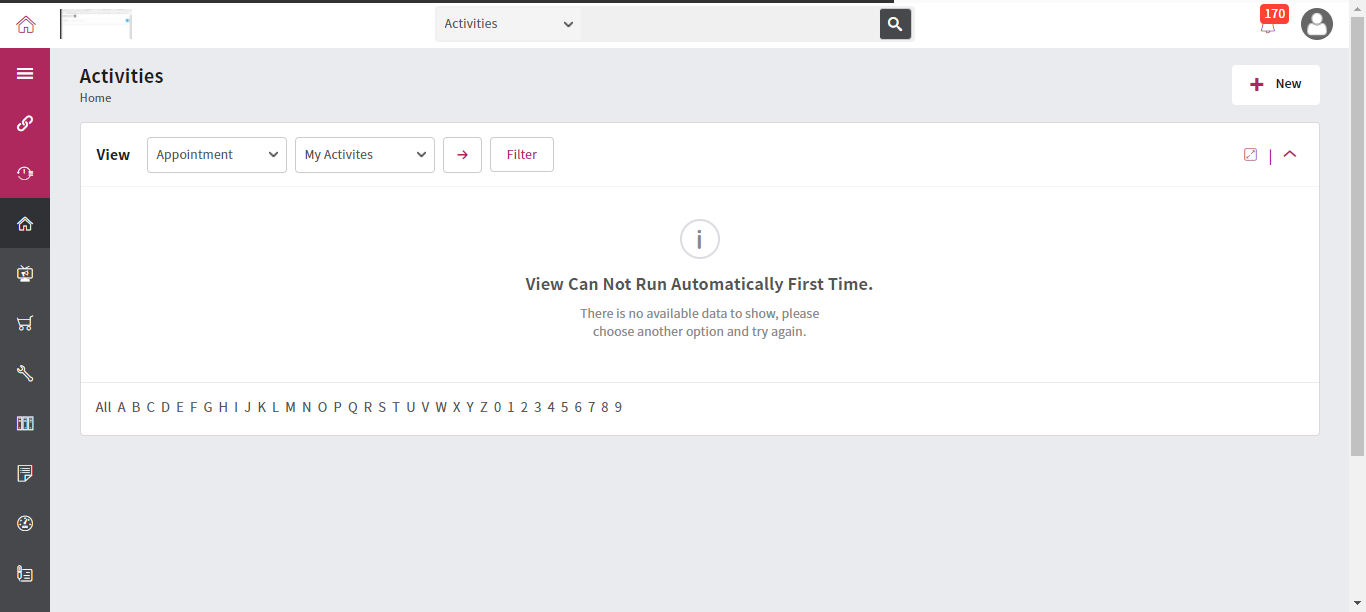 Activities
170
Activities
Home
New
View Appointment My Activites Filter
View Can Not Run Automatically First Time.
There is no available data to show, please
choose another option and try again.
All A B C D E F G H I J K L M N O P Q R S T U V W X Y Z 0 1 2 3 4 5 6 7 8 9